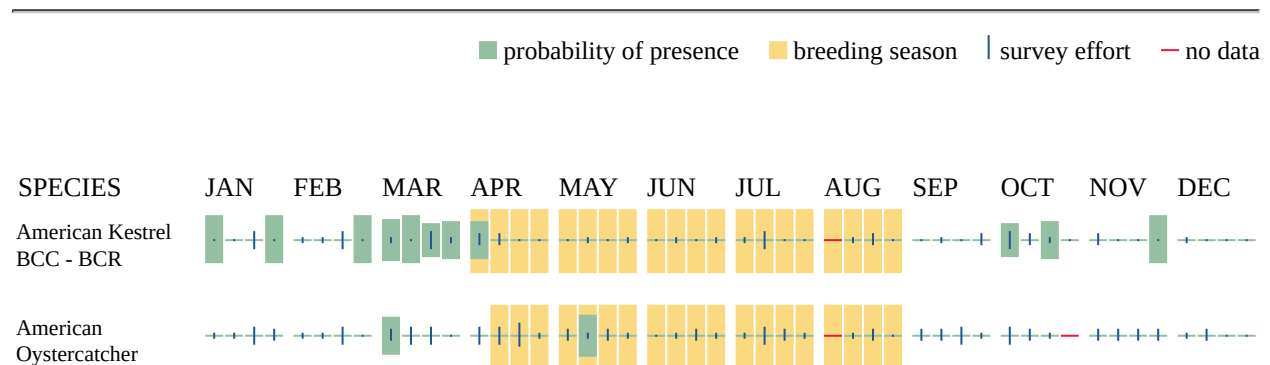 probability of presence breeding season survey effort no data
SPECIES JAN FEB MAR APR MAY JUN JUL AUG SEP OCT NOV DEC
American Kestrel
BCC - BCR
American
Oystercatcher